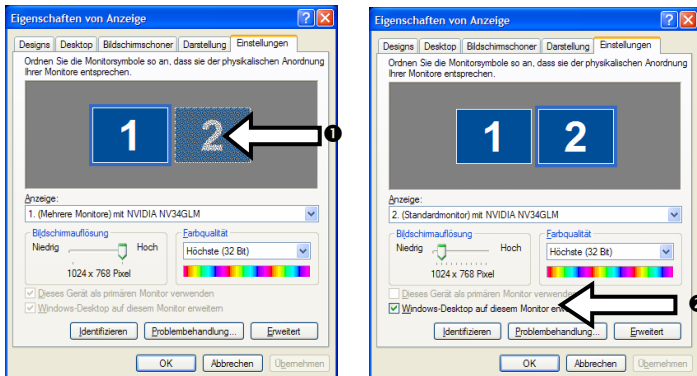 Eigenschaften von Anzeige
Designs Desktop Bildschirmschoner Darstellung Einstellungen
Ordnen Sie die Monitorsymbole so an, dass sie der physikalischen Anordnung
Ihrer Monitore entsprechen.
1 2
❶
Anzeige:
1. (Mehrere Monitore) mit NVIDIA NV34GLM
Bildschirmauflösung
Niedrig Hoch
1024 x 768 Pixel
Farbqualität
Höchste (32 Bit)
Dieses Gerät als primären Monitor verwenden
Windows-Desktop auf diesem Monitor erweitern
Identifizieren Problembehandlung... Erweitert
OK Abbrechen Übernehmen
Eigenschaften von Anzeige
Designs Desktop Bildschirmschoner Darstellung Einstellungen
Ordnen Sie die Monitorsymbole so an, dass sie der physikalischen Anordnung
Ihrer Monitore entsprechen.
1 2
Anzeige:
2. (Standardmonitor) mit NVIDIA NV34GLM
Bildschirmauflösung
Niedrig Hoch
1024 x 768 Pixel
Farbqualität
Höchste (32 Bit)
Dieses Gerät als primären Monitor verwenden
Windows-Desktop auf diesem Monitor
❷
Identifizieren Problembehandlung... Erweitert
OK Abbrechen Übernehmen